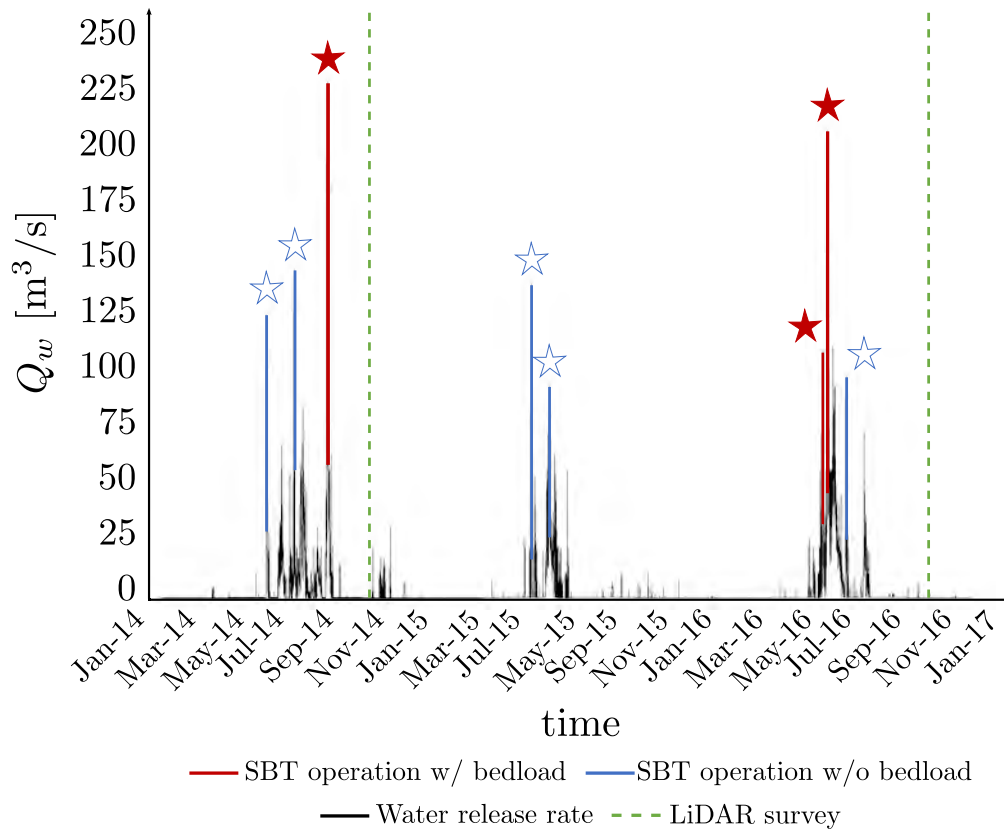 250
225
200
175
150
125
100
75
50
25
0
Q_w [m³/s]
Jan-14
Mar-14
May-14
Jul-14
Sep-14
Nov-14
Jan-15
Mar-15
Jul-15
May-15
Sep-15
Nov-15
Jan-16
Mar-16
May-16
Jul-16
Sep-16
Nov-16
Jan-17
time
SBT operation w/ bedload SBT operation w/o bedload
Water release rate LiDAR survey